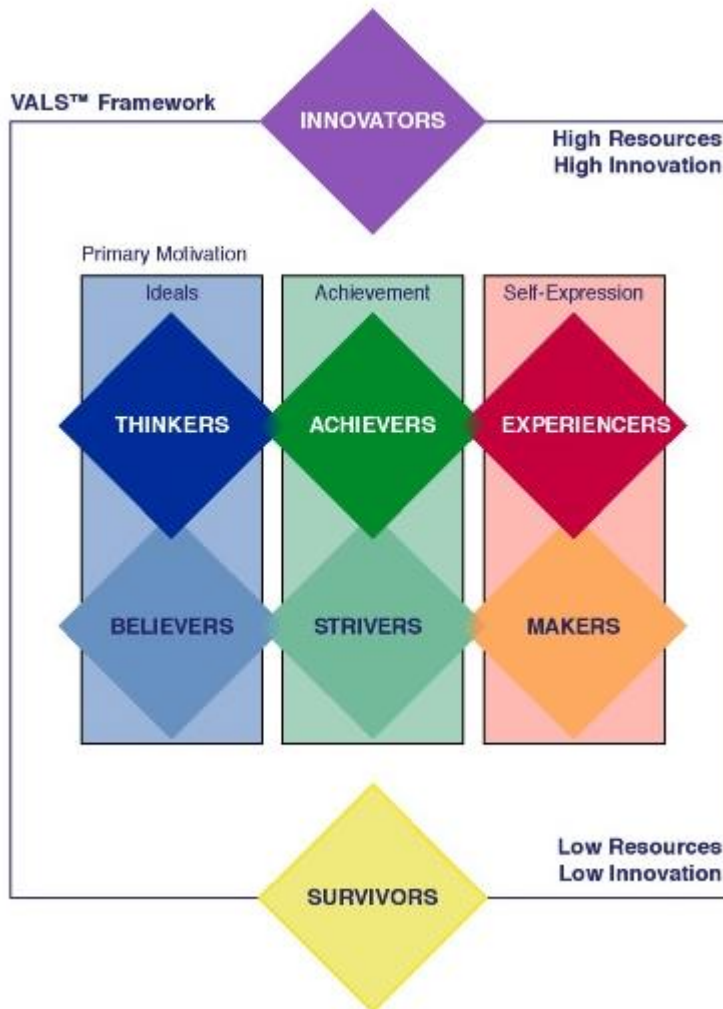 VALS™ Framework
INNOVATORS
High Resources
High Innovation
Primary Motivation
Ideals
Achievement
Self-Expression
THINKERS
ACHIEVERS
EXPERIENCERS
BELIEVERS
STRIVERS
MAKERS
Low Resources
Low Innovation
SURVIVORS